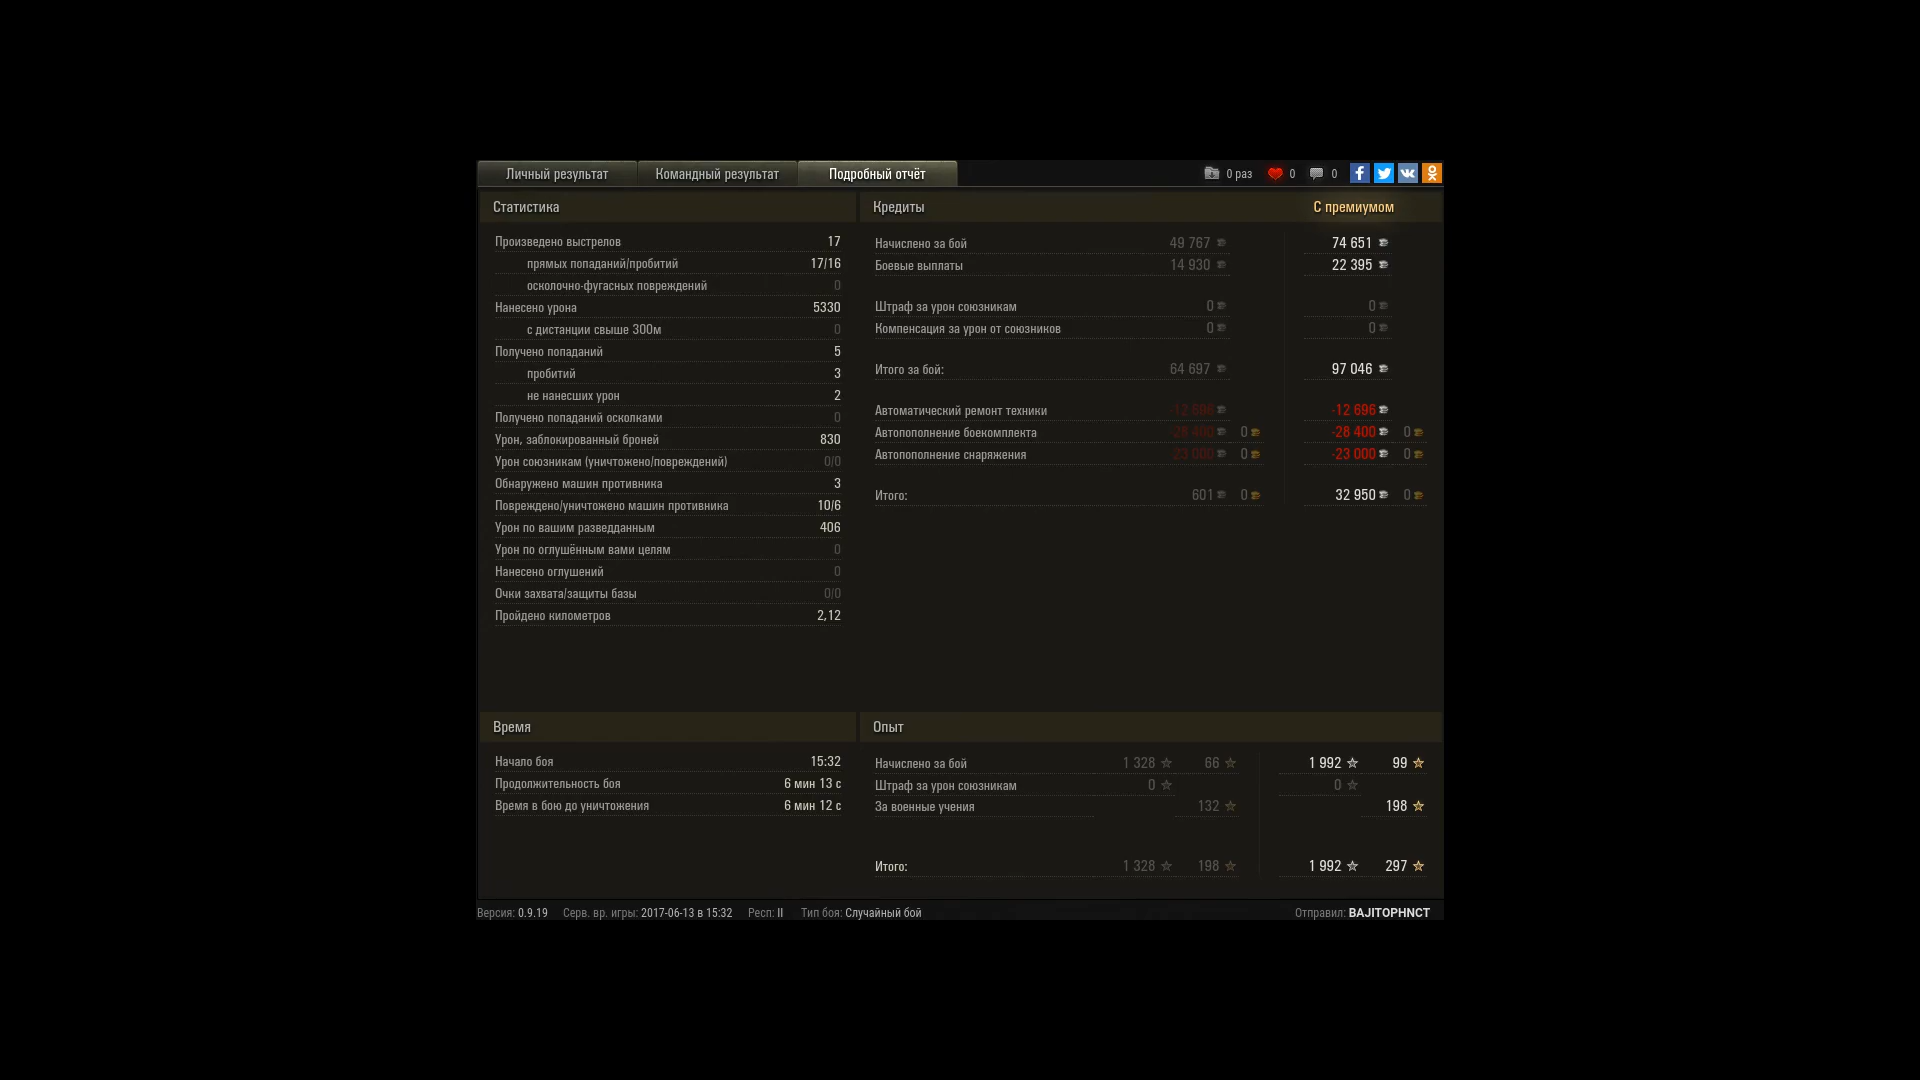 Личный результат Командный результат Подробный отчёт 0 раз 0 0
Статистика
Произведено выстрелов 17
прямых попаданий/пробитий 17/16
осколочно-фугасных повреждений 0
Нанесено урона 5330
с дистанции свыше 300м 0
Получено попаданий 5
пробитий 3
не нанесших урон 2
Получено попаданий осколками 0
Урон, заблокированный броней 830
Урон союзникам (уничтожено/повреждений) 0/0
Обнаружено машин противника 3
Повреждено/уничтожено машин противника 10/6
Урон по вашим разведданным 406
Урон по оглушённым вами целям 0
Нанесено оглушений 0
Очки захвата/защиты базы 0/0
Пройдено километров 2,12
Кредиты С премиумом
Начислено за бой 49 767 74 651
Боевые выплаты 14 930 22 395
Штраф за урон союзникам 0 0
Компенсация за урон от союзников 0 0
Итого за бой: 64 697 97 046
Автоматический ремонт техники -12 696 -12 696
Автопополнение боекомплекта -28 400 0 -28 400 0
Автопополнение снаряжения -23 000 0 -23 000 0
Итого: 601 0 32 950 0
Время
Начало боя 15:32
Продолжительность боя 6 мин 13 с
Время в бою до уничтожения 6 мин 12 с
Опыт
Начислено за бой 1 328 66 1 992 99
Штраф за урон союзникам 0 0
За военные учения 132 198
Итого: 1 328 198 1 992 297
Версия: 0.9.19 Серв. вр. игры: 2017-06-13 в 15:32 Респ: II Тип боя: Случайный бой Отправил: BAJITOPHNCT